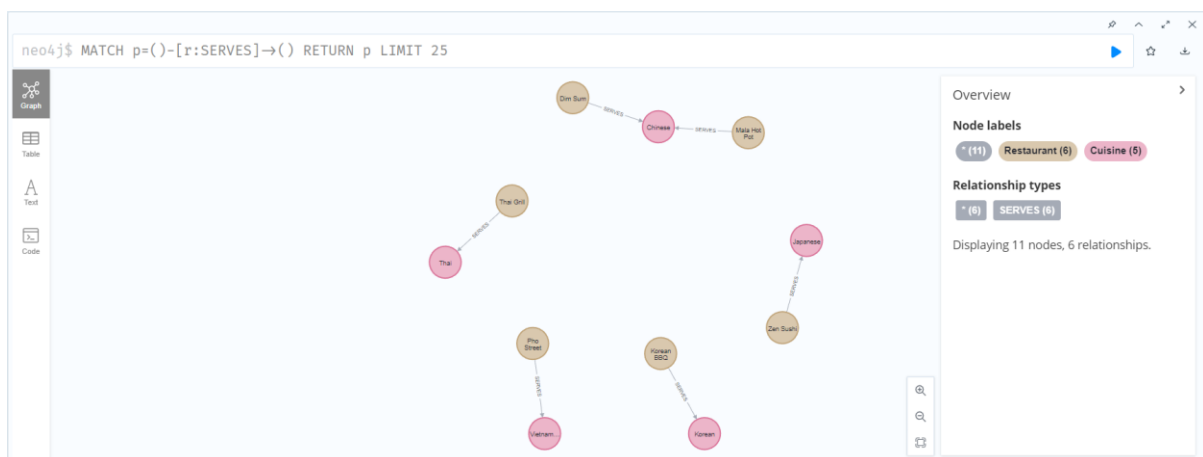 neo4j$ MATCH p=()-[r:SERVES]→() RETURN p LIMIT 25
Graph
Table
Text
Code
Dim Sum
SERVES
Chinese
SERVES
Mala Hot
Pot
Thai Grill
SERVES
Thai
Japanese
SERVES
Zen Sushi
Pho
Street
SERVES
Vietnam...
Korean
BBQ
SERVES
Korean
Overview
Node labels
* (11) Restaurant (6) Cuisine (5)
Relationship types
* (6) SERVES (6)
Displaying 11 nodes, 6 relationships.